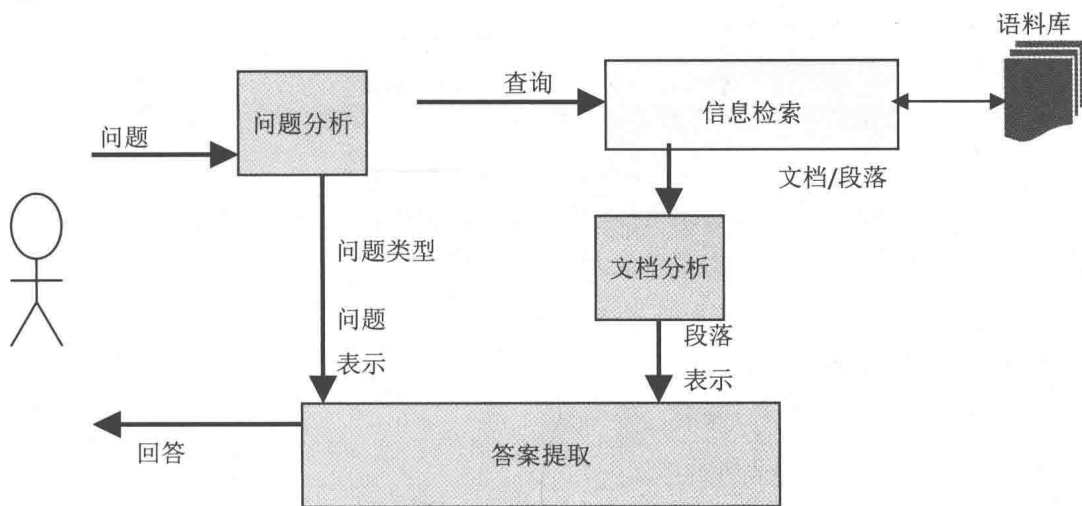 语料库
查询
信息检索
问题分析
问题
文档/段落
问题类型
文档分析
问题
段落
表示
表示
回答
答案提取